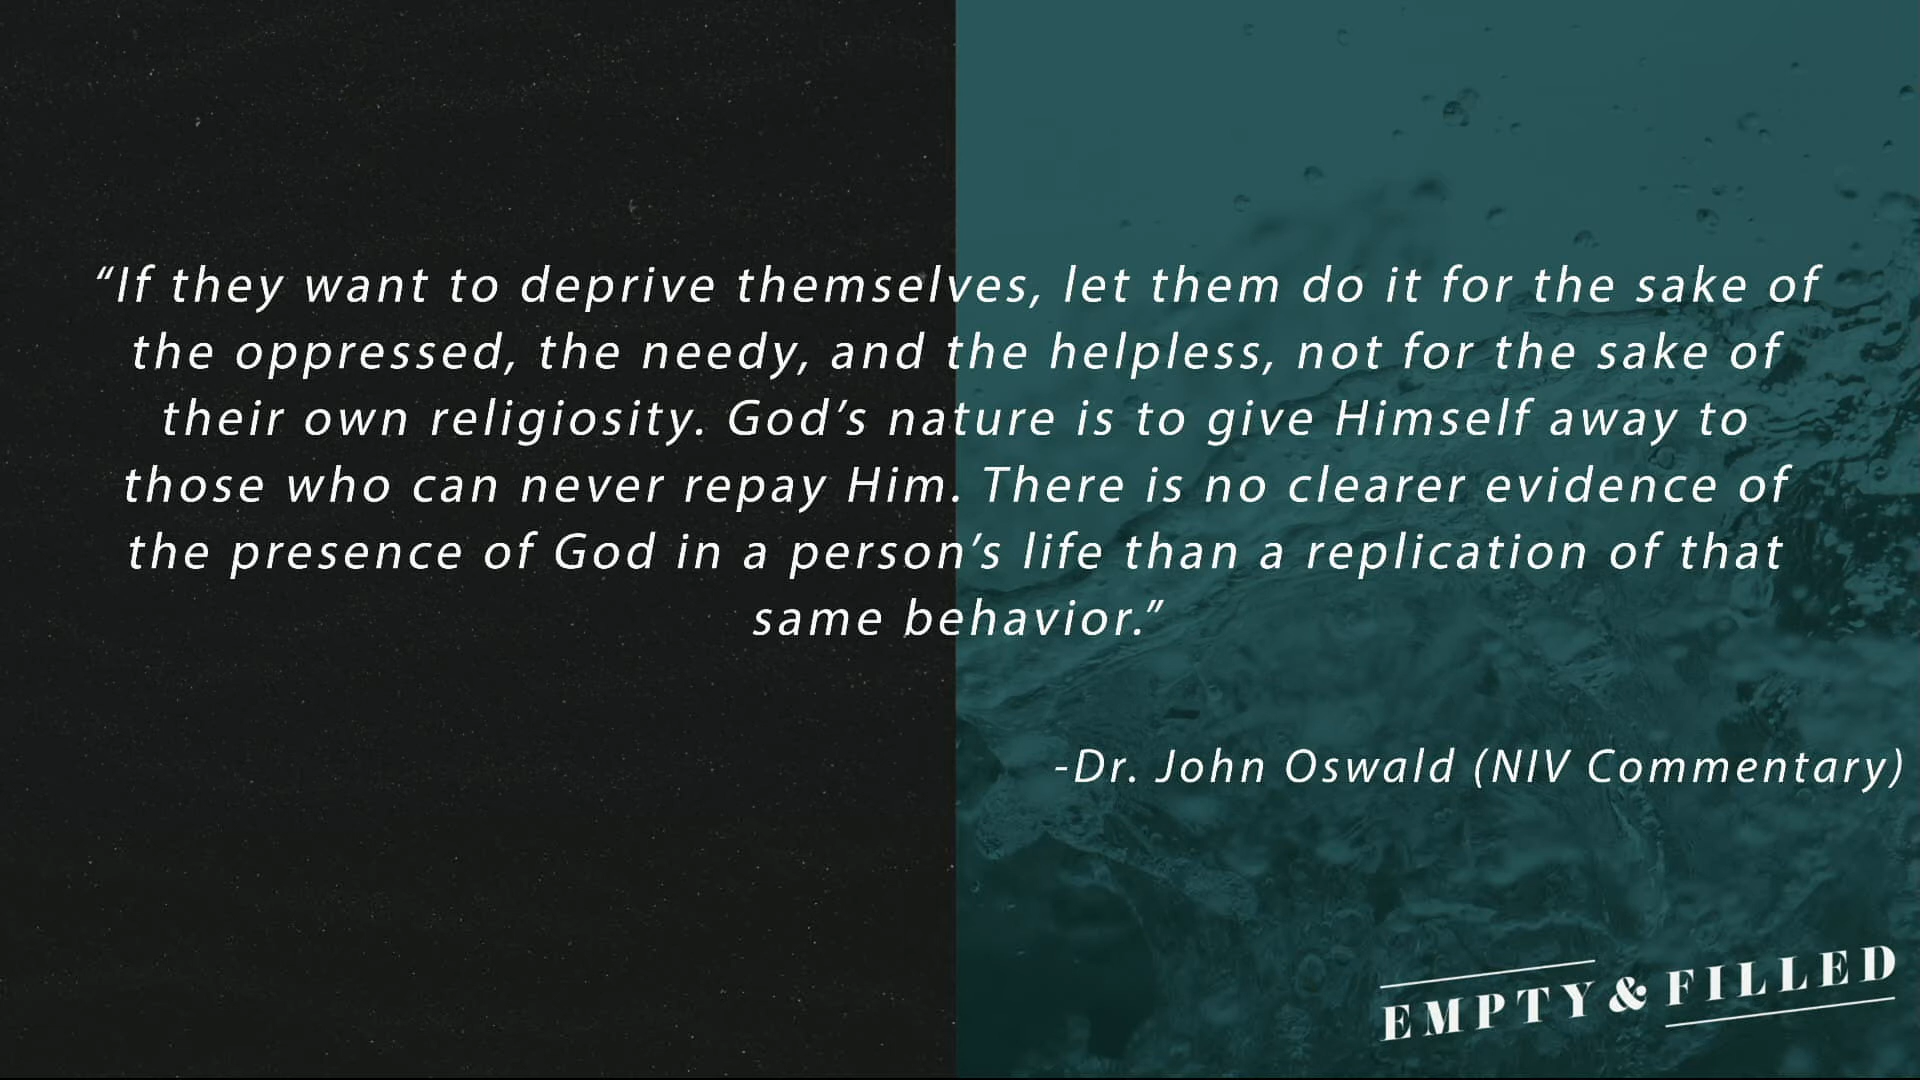 “If they want to deprive themselves, let them do it for the sake of
the oppressed, the needy, and the helpless, not for the sake of
their own religiosity. God’s nature is to give Himself away to
those who can never repay Him. There is no clearer evidence of
the presence of God in a person’s life than a replication of that
same behavior.”
-Dr. John Oswald (NIV Commentary)
EMPTY & FILLED